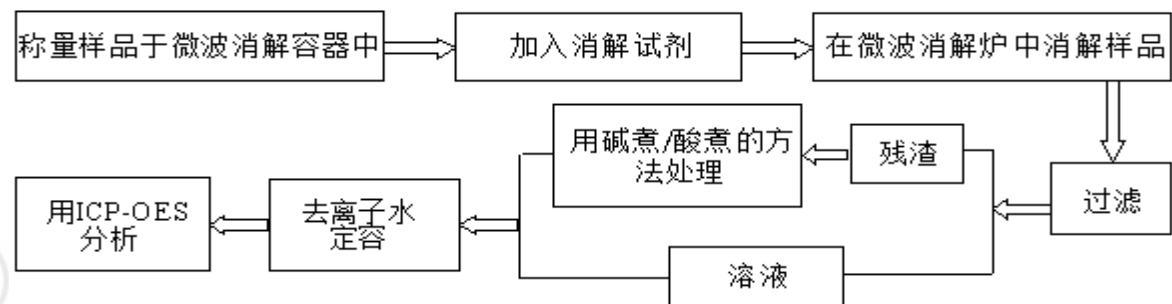 称量样品于微波消解容器中
加入消解试剂
在微波消解炉中消解样品
过滤
残渣
用碱煮/酸煮的方
法处理
溶液
去离子水
定容
用ICP-OES
分析